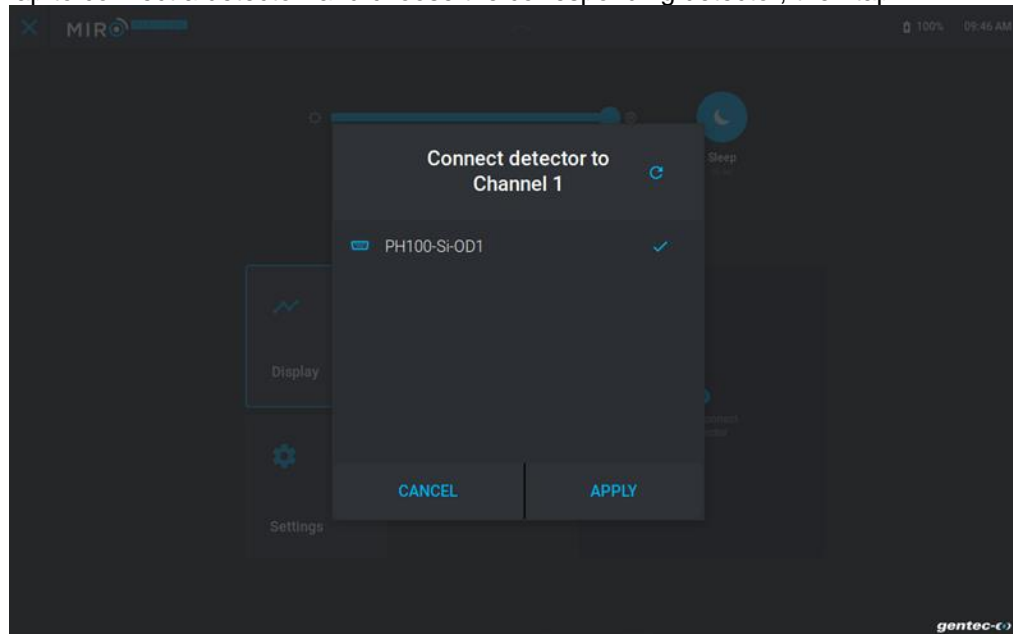 MIRO
100% 09:46 AM
Sleep
Connect detector to
Channel 1
PH100-Si-OD1
Display
CANCEL APPLY
Settings
gentec-eo